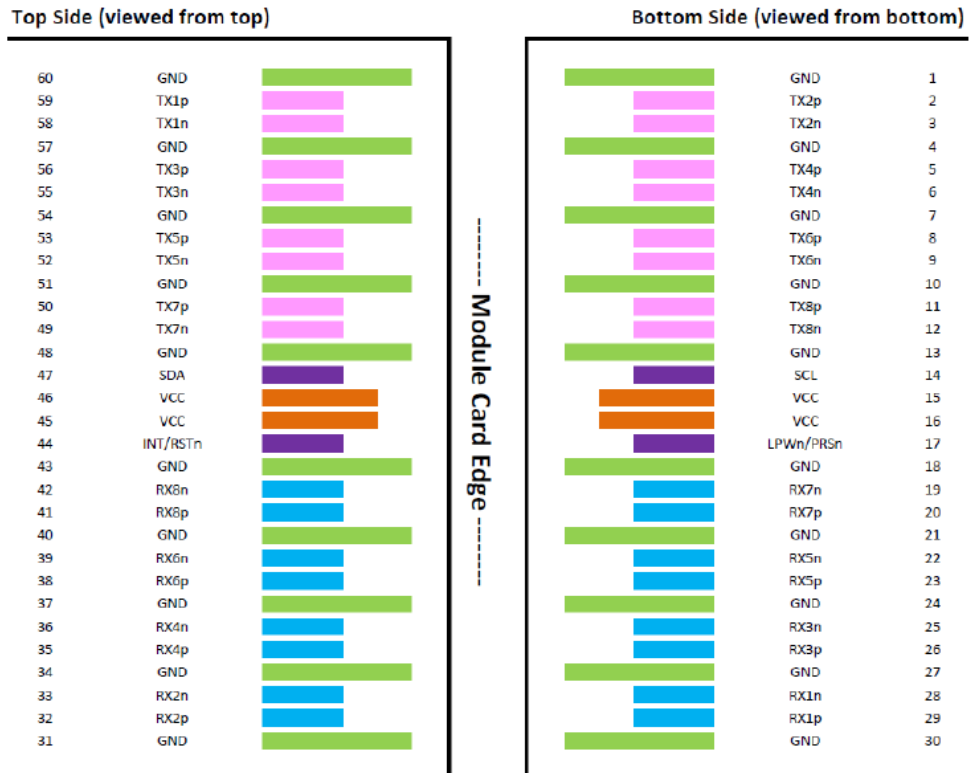 Top Side (viewed from top) Bottom Side (viewed from bottom)
60 GND GND 1
59 TX1p TX2p 2
58 TX1n TX2n 3
57 GND GND 4
56 TX3p TX4p 5
55 TX3n TX4n 6
54 GND GND 7
53 TX5p TX6p 8
52 TX5n TX6n 9
51 GND GND 10
50 TX7p TX8p 11
49 TX7n TX8n 12
48 GND GND 13
47 SDA SCL 14
46 VCC VCC 15
45 VCC VCC 16
44 INT/RSTn LPWn/PRSn 17
43 GND GND 18
42 RX8n RX7n 19
41 RX8p RX7p 20
40 GND GND 21
39 RX6n RX5n 22
38 RX6p RX5p 23
37 GND GND 24
36 RX4n RX3n 25
35 RX4p RX3p 26
34 GND GND 27
33 RX2n RX1n 28
32 RX2p RX1p 29
31 GND GND 30
------- Module Card Edge -------